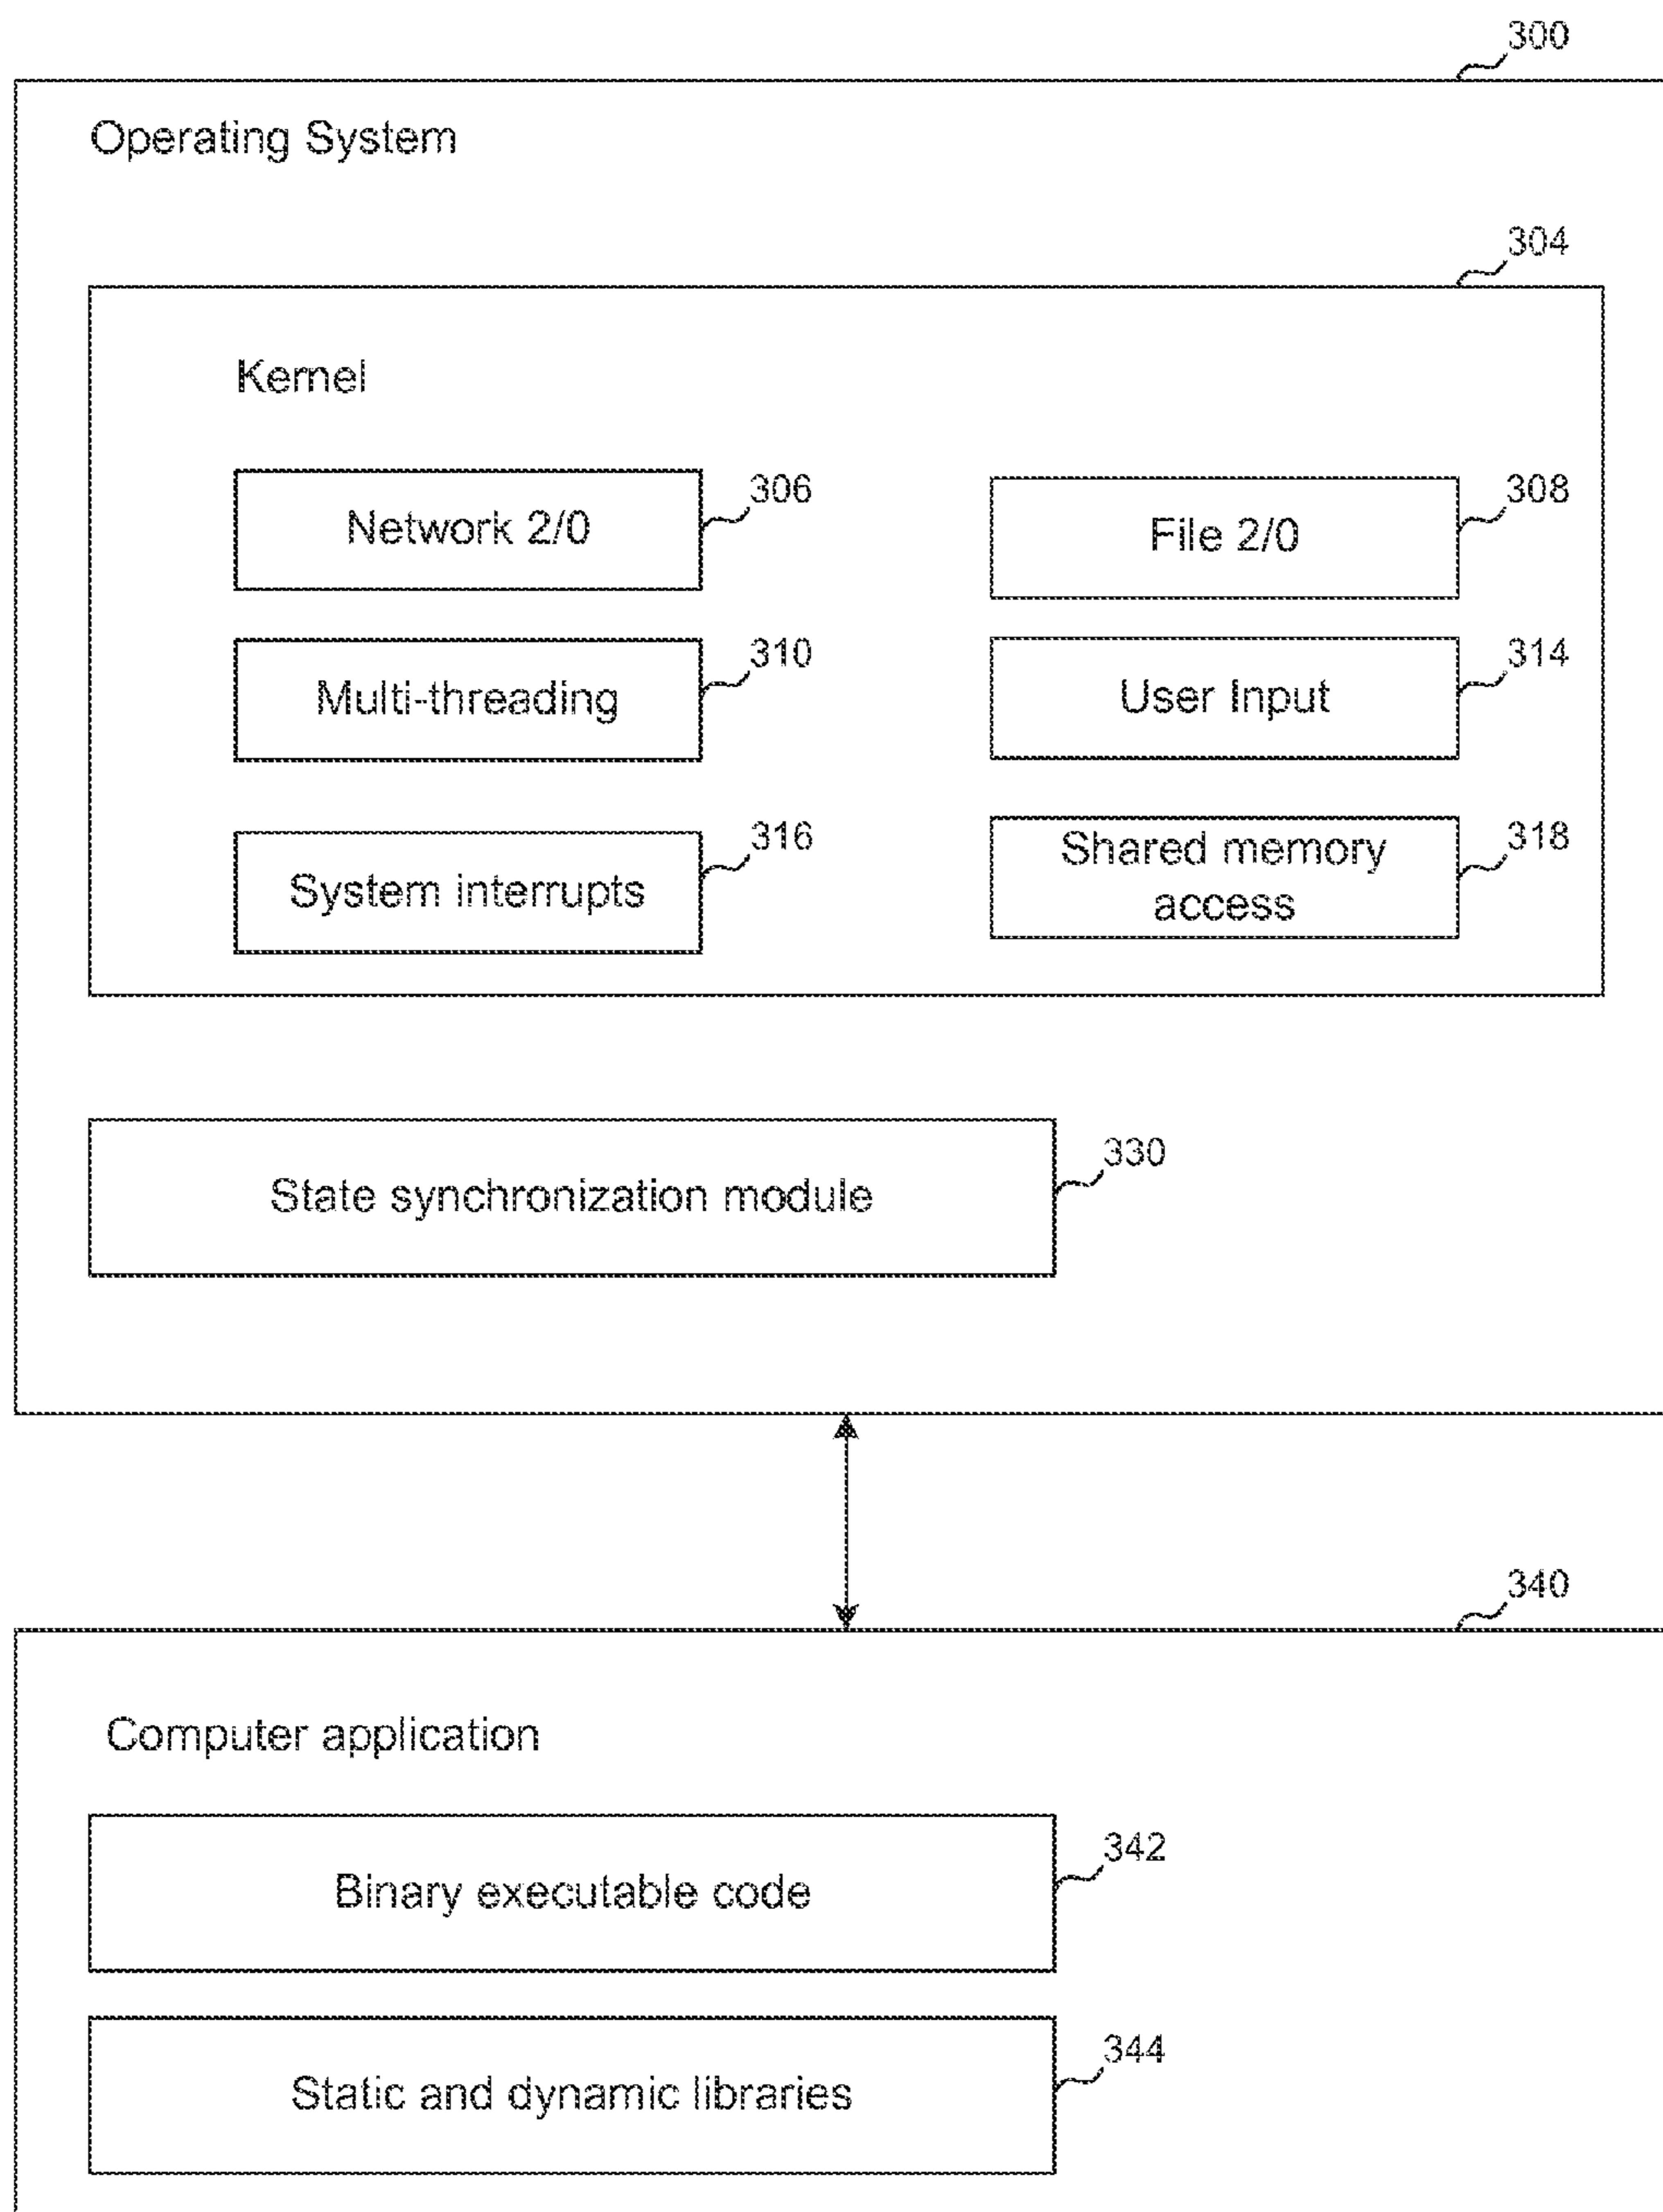 300
Operating System
304
Kernel
Network 2/0
306
File 2/0
308
Multi-threading
310
User Input
314
System interrupts
316
Shared memory
access
318
State synchronization module
330
340
Computer application
Binary executable code
342
Static and dynamic libraries
344